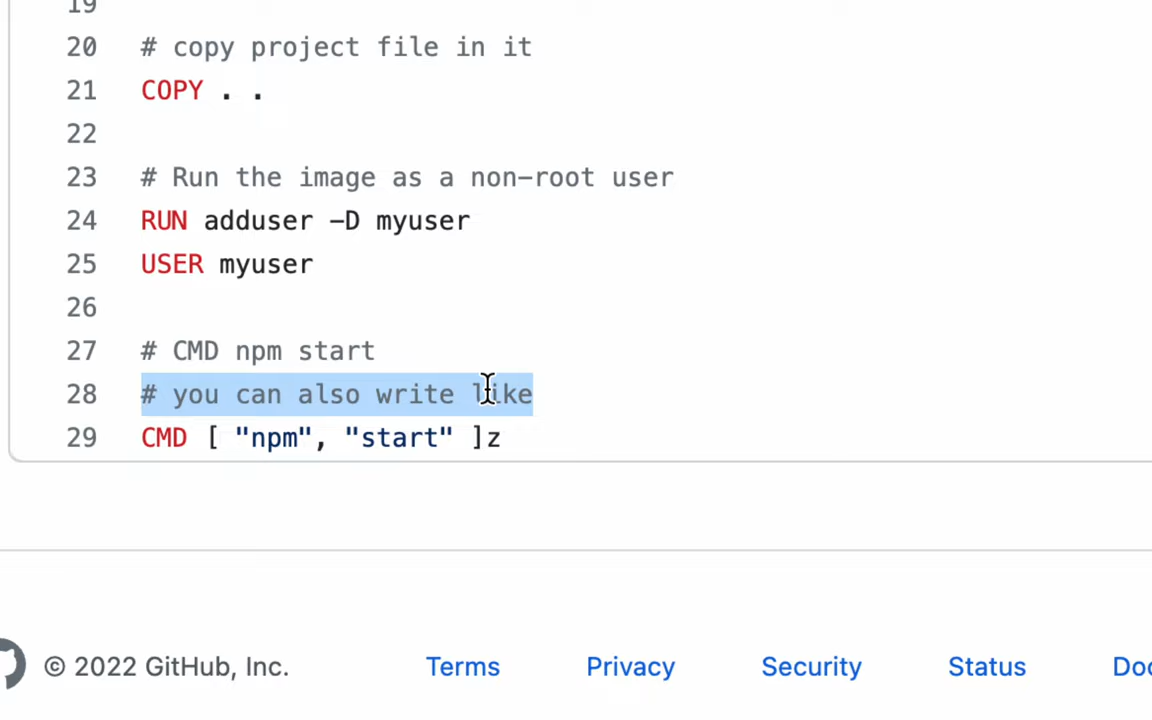 19
20 # copy project file in it
21 COPY . .
22
23 # Run the image as a non-root user
24 RUN adduser -D myuser
25 USER myuser
26
27 # CMD npm start
28 # you can also write like
29 CMD [ "npm", "start" ]z
© 2022 GitHub, Inc. Terms Privacy Security Status Doc